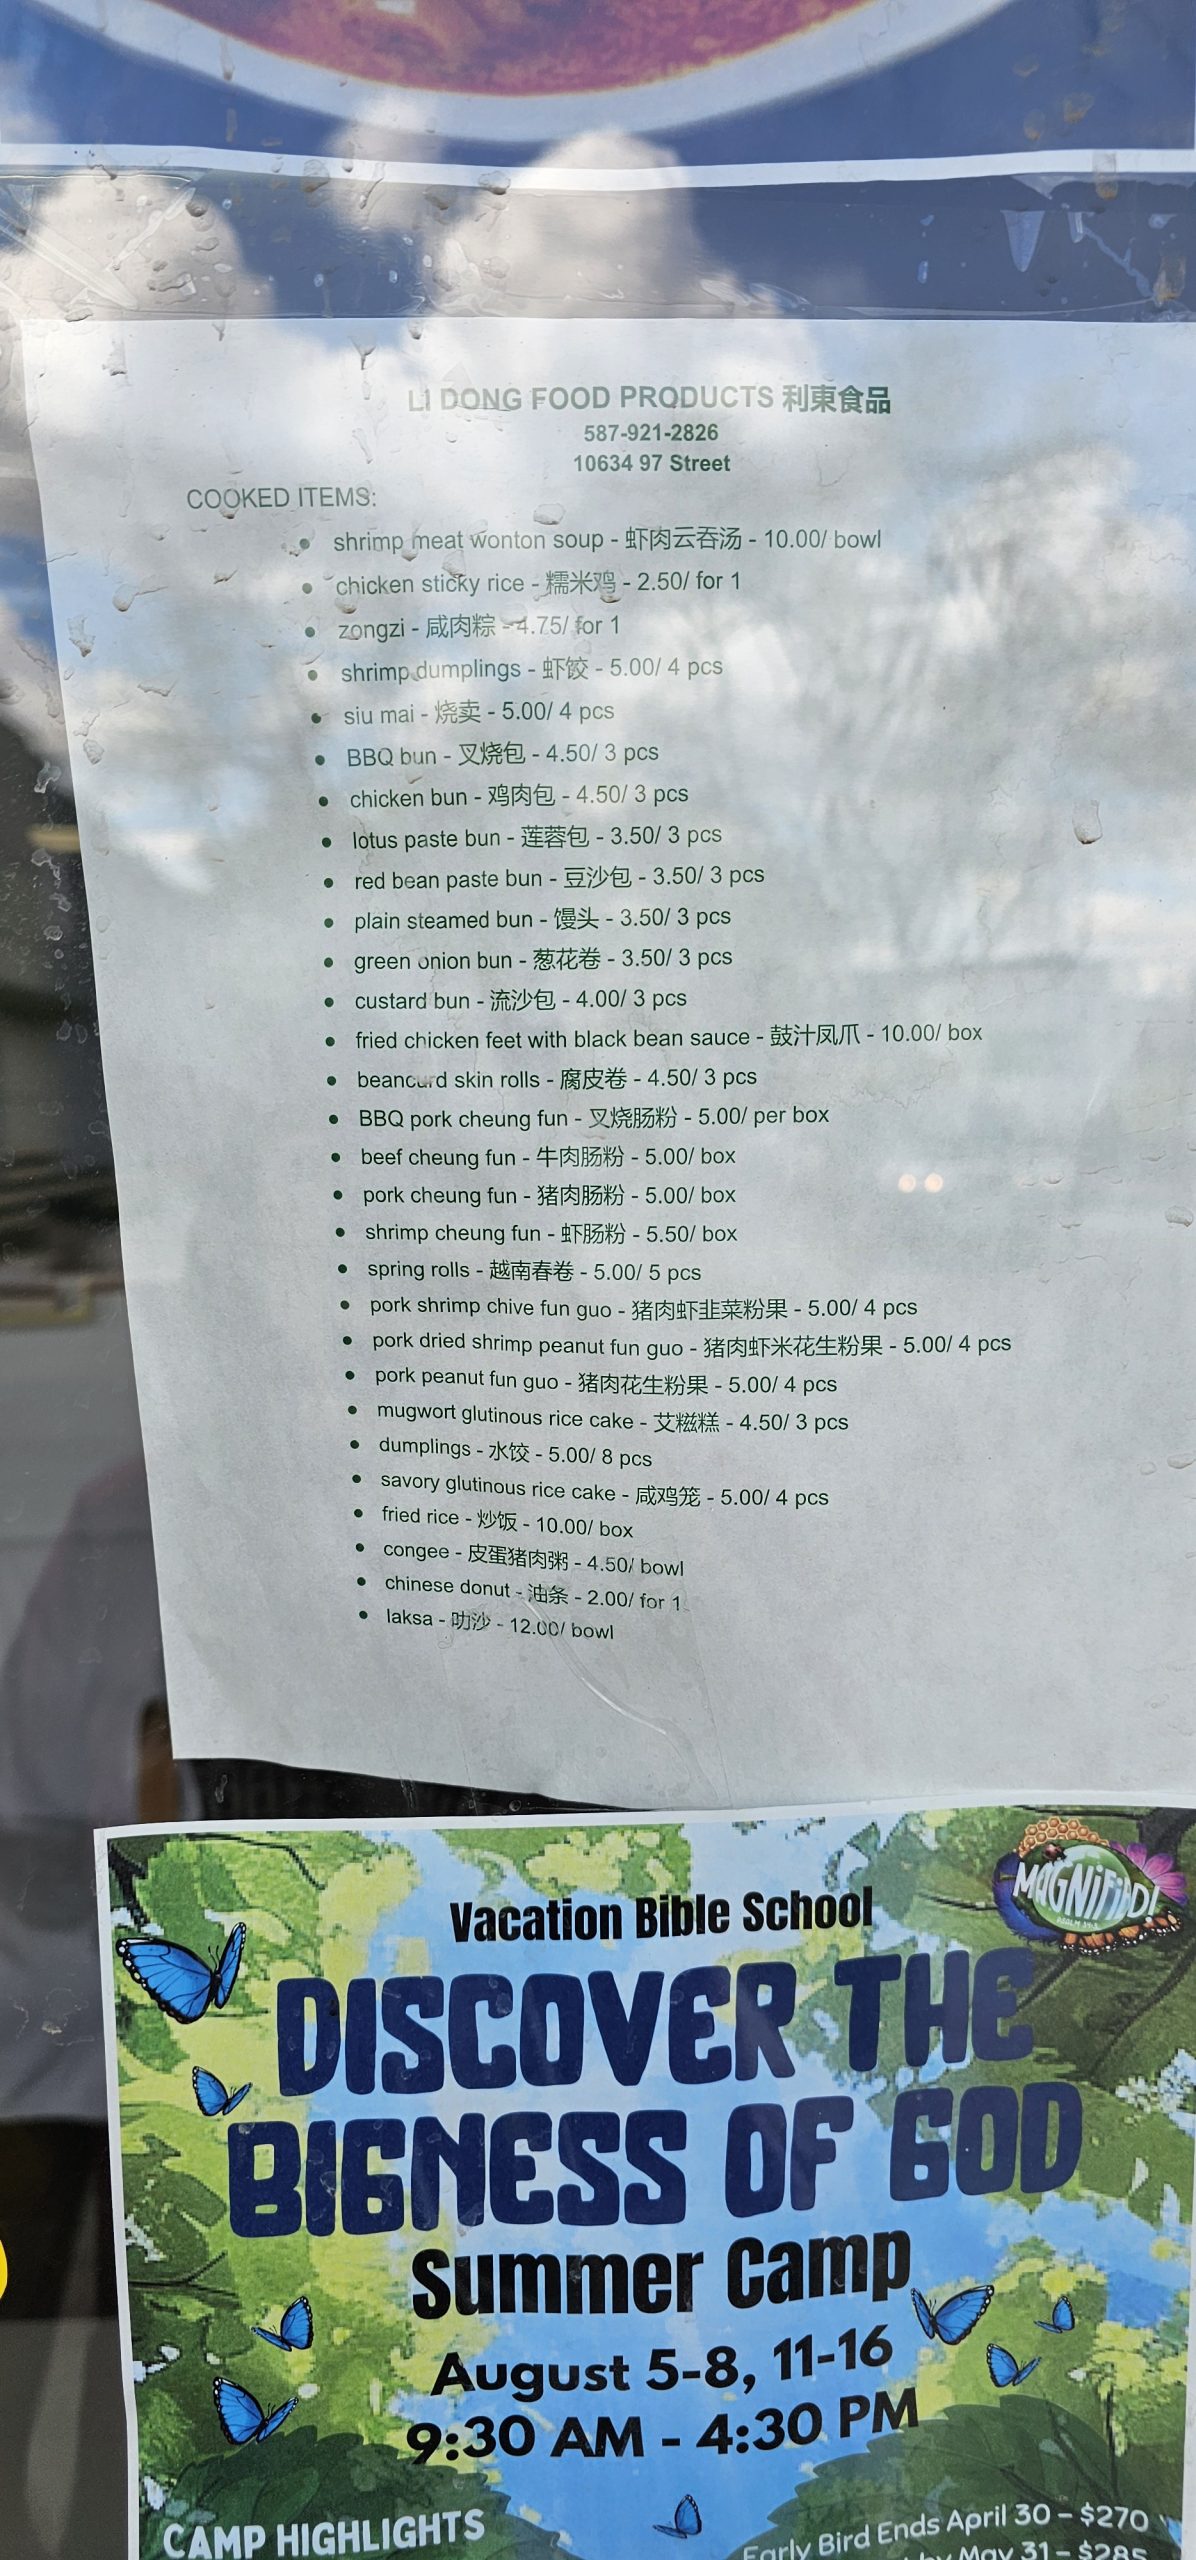 LI DONG FOOD PRODUCTS 利東食品
587-921-2826
10634 97 Street
COOKED ITEMS:
• shrimp meat wonton soup - 虾肉云吞汤 - 10.00/ bowl
• chicken sticky rice - 糯米鸡 - 2.50/ for 1
• zongzi - 咸肉粽 - 4.75/ for 1
• shrimp dumplings - 虾饺 - 5.00/ 4 pcs
• siu mai - 烧卖 - 5.00/ 4 pcs
• BBQ bun - 叉烧包 - 4.50/ 3 pcs
• chicken bun - 鸡肉包 - 4.50/ 3 pcs
• lotus paste bun - 莲蓉包 - 3.50/ 3 pcs
• red bean paste bun - 豆沙包 - 3.50/ 3 pcs
• plain steamed bun - 馒头 - 3.50/ 3 pcs
• green onion bun - 葱花卷 - 3.50/ 3 pcs
• custard bun - 流沙包 - 4.00/ 3 pcs
• fried chicken feet with black bean sauce - 鼓汁凤爪 - 10.00/ box
• beancurd skin rolls - 腐皮卷 - 4.50/ 3 pcs
• BBQ pork cheung fun - 叉烧肠粉 - 5.00/ per box
• beef cheung fun - 牛肉肠粉 - 5.00/ box
• pork cheung fun - 猪肉肠粉 - 5.00/ box
• shrimp cheung fun - 虾肠粉 - 5.50/ box
• spring rolls - 越南春卷 - 5.00/ 5 pcs
• pork shrimp chive fun guo - 猪肉虾韭菜粉果 - 5.00/ 4 pcs
• pork dried shrimp peanut fun guo - 猪肉虾米花生粉果 - 5.00/ 4 pcs
• pork peanut fun guo - 猪肉花生粉果 - 5.00/ 4 pcs
• mugwort glutinous rice cake - 艾糍糕 - 4.50/ 3 pcs
• dumplings - 水饺 - 5.00/ 8 pcs
• savory glutinous rice cake - 咸鸡笼 - 5.00/ 4 pcs
• fried rice - 炒饭 - 10.00/ box
• congee - 皮蛋猪肉粥 - 4.50/ bowl
• chinese donut - 油条 - 2.00/ for 1
• laksa - 叻沙 - 12.00/ bowl
MAGNiFiED!
PSALM 34:3
Vacation Bible School
DISCOVER THE
BIGNESS OF GOD
Summer Camp
August 5-8, 11-16
9:30 AM - 4:30 PM
CAMP HIGHLIGHTS
Early Bird Ends April 30 – $270
by May 31 – $285